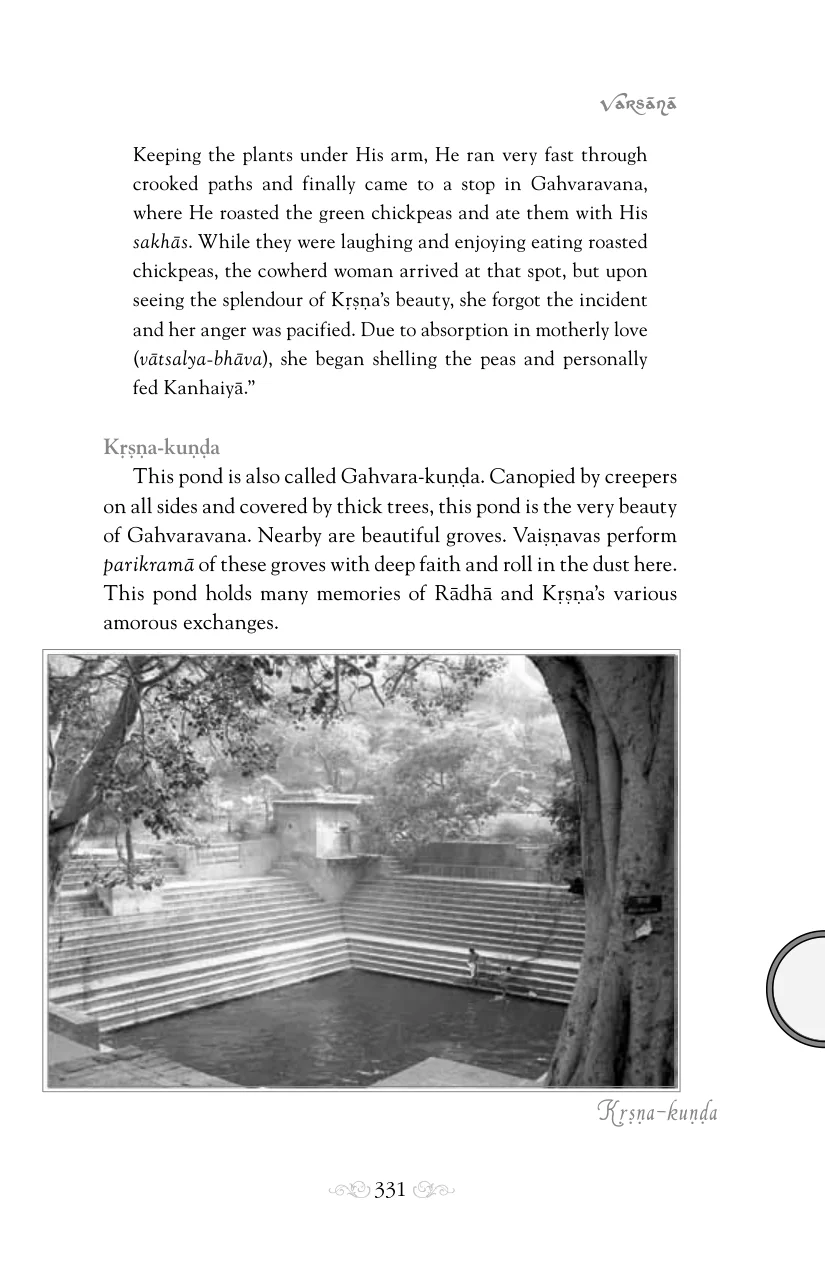 Varsāṇā
Keeping the plants under His arm, He ran very fast through
crooked paths and finally came to a stop in Gahvaravana,
where He roasted the green chickpeas and ate them with His
sakhās. While they were laughing and enjoying eating roasted
chickpeas, the cowherd woman arrived at that spot, but upon
seeing the splendour of Kṛṣṇa’s beauty, she forgot the incident
and her anger was pacified. Due to absorption in motherly love
(vātsalya-bhāva), she began shelling the peas and personally
fed Kanhaiyā.”
Kṛṣṇa-kuṇḍa
This pond is also called Gahvara-kuṇḍa. Canopied by creepers
on all sides and covered by thick trees, this pond is the very beauty
of Gahvaravana. Nearby are beautiful groves. Vaiṣṇavas perform
parikramā of these groves with deep faith and roll in the dust here.
This pond holds many memories of Rādhā and Kṛṣṇa’s various
amorous exchanges.
Kṛṣṇa-kuṇḍa
331